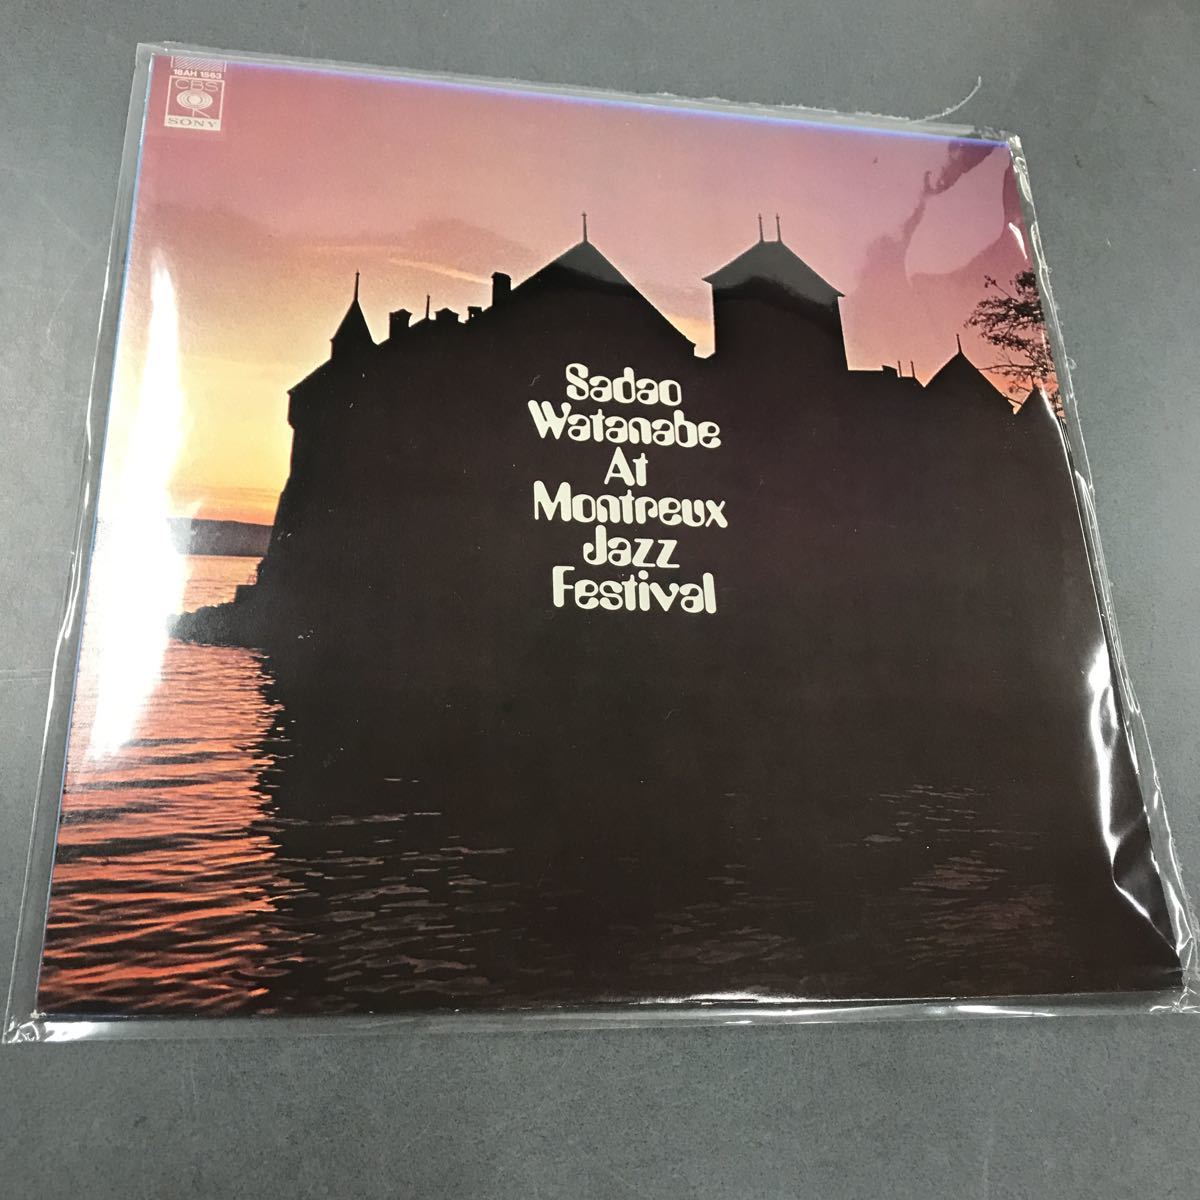 18AH 1563
CBS
SONY
Sadao
Watanabe
At
Montreux
Jazz
Festival